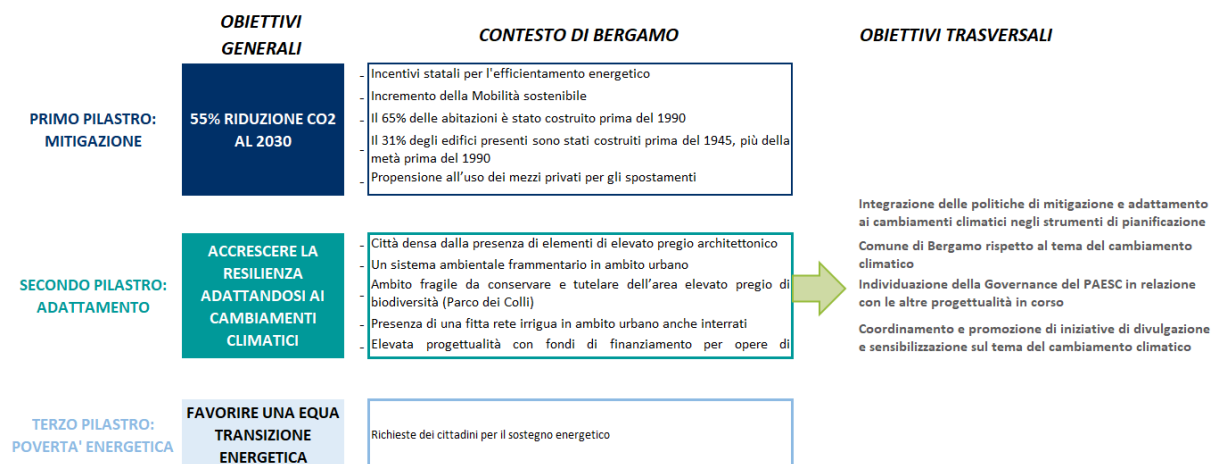 OBIETTIVI
GENERALI
CONTESTO DI BERGAMO
OBIETTIVI TRASVERSALI
PRIMO PILASTRO:
MITIGAZIONE
55% RIDUZIONE CO2
AL 2030
- Incentivi statali per l'efficientamento energetico
- Incremento della Mobilità sostenibile
- Il 65% delle abitazioni è stato costruito prima del 1990
- Il 31% degli edifici presenti sono stati costruiti prima del 1945, più della
metà prima del 1990
- Propensione all’uso dei mezzi privati per gli spostamenti
SECONDO PILASTRO:
ADATTAMENTO
ACCRESCERE LA
RESILIENZA
ADATTANDOSI AI
CAMBIAMENTI
CLIMATICI
- Città densa dalla presenza di elementi di elevato pregio architettonico
- Un sistema ambientale frammentario in ambito urbano
- Ambito fragile da conservare e tutelare dell’area elevato pregio di
biodiversità (Parco dei Colli)
- Presenza di una fitta rete irrigua in ambito urbano anche interrati
- Elevata progettualità con fondi di finanziamento per opere di
Integrazione delle politiche di mitigazione e adattamento
ai cambiamenti climatici negli strumenti di pianificazione
Comune di Bergamo rispetto al tema del cambiamento
climatico
Individuazione della Governance del PAESC in relazione
con le altre progettualità in corso
Coordinamento e promozione di iniziative di divulgazione
e sensibilizzazione sul tema del cambiamento climatico
TERZO PILASTRO:
POVERTA' ENERGETICA
FAVORIRE UNA EQUA
TRANSIZIONE
ENERGETICA
Richieste dei cittadini per il sostegno energetico